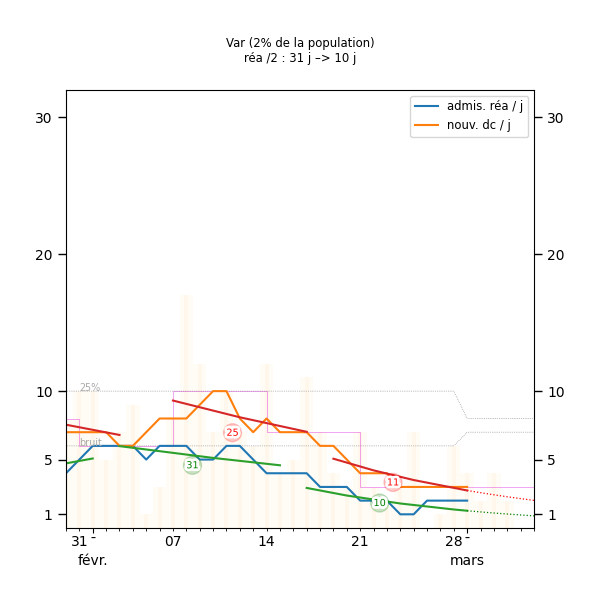 Var (2% de la population)
réa /2 : 31 j –> 10 j
admis. réa / j
nouv. dc / j
30
30
20
20
25%
10
10
25
bruit
31
5
5
11
10
1
1
31
07
14
21
28
févr.
mars